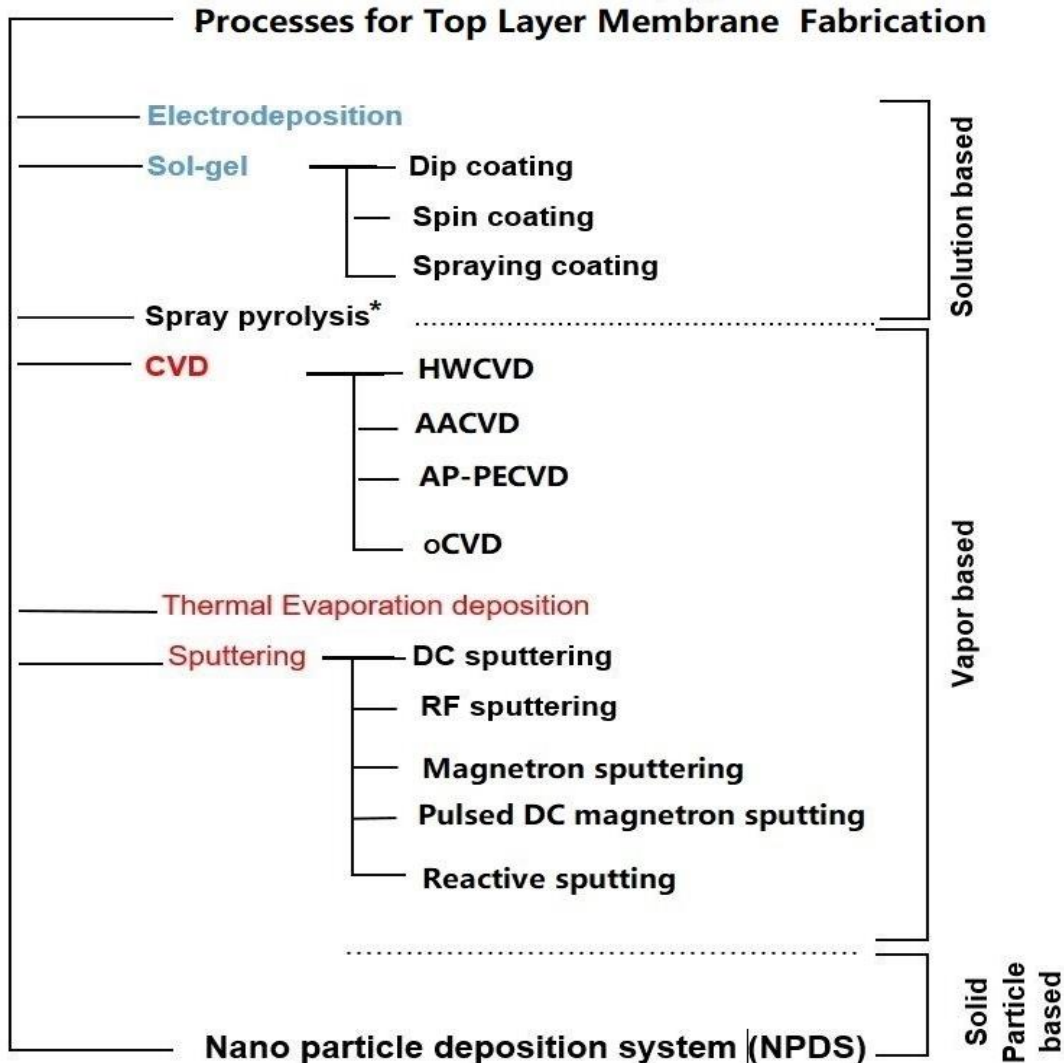 Processes for Top Layer Membrane Fabrication
Electrodeposition
Sol-gel
Dip coating
Spin coating
Spraying coating
Solution based
Spray pyrolysis*
CVD
HWCVD
AACVD
AP-PECVD
oCVD
Thermal Evaporation deposition
Sputtering
DC sputtering
RF sputtering
Magnetron sputtering
Pulsed DC magnetron sputting
Reactive sputting
Vapor based
Nano particle deposition system (NPDS)
Solid
Particle
based